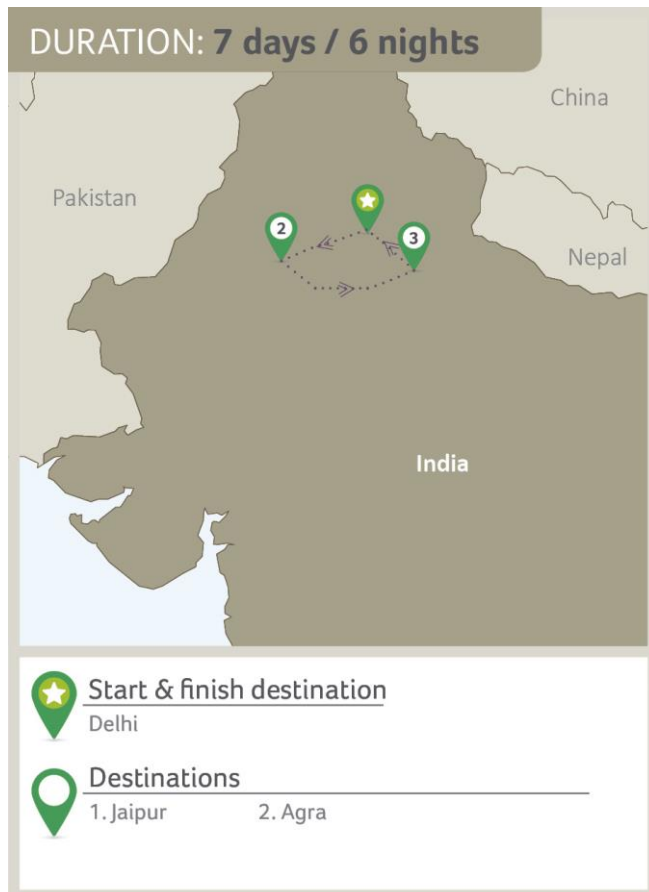 DURATION: 7 days / 6 nights
China
Pakistan
2
3
Nepal
India
Start & finish destination
Delhi
Destinations
1. Jaipur 2. Agra